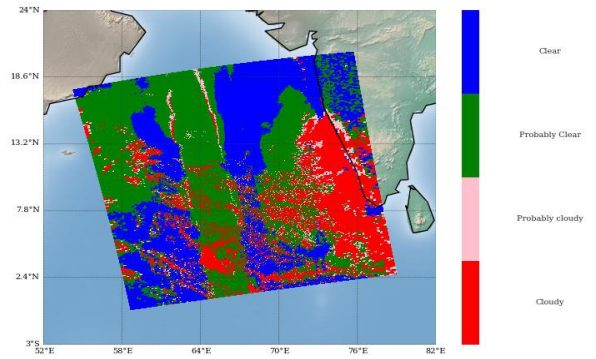 24°N
18.6°N
13.2°N
7.8°N
2.4°N
3°S
52°E 58°E 64°E 70°E 76°E 82°E
Clear
Probably Clear
Probably cloudy
Cloudy